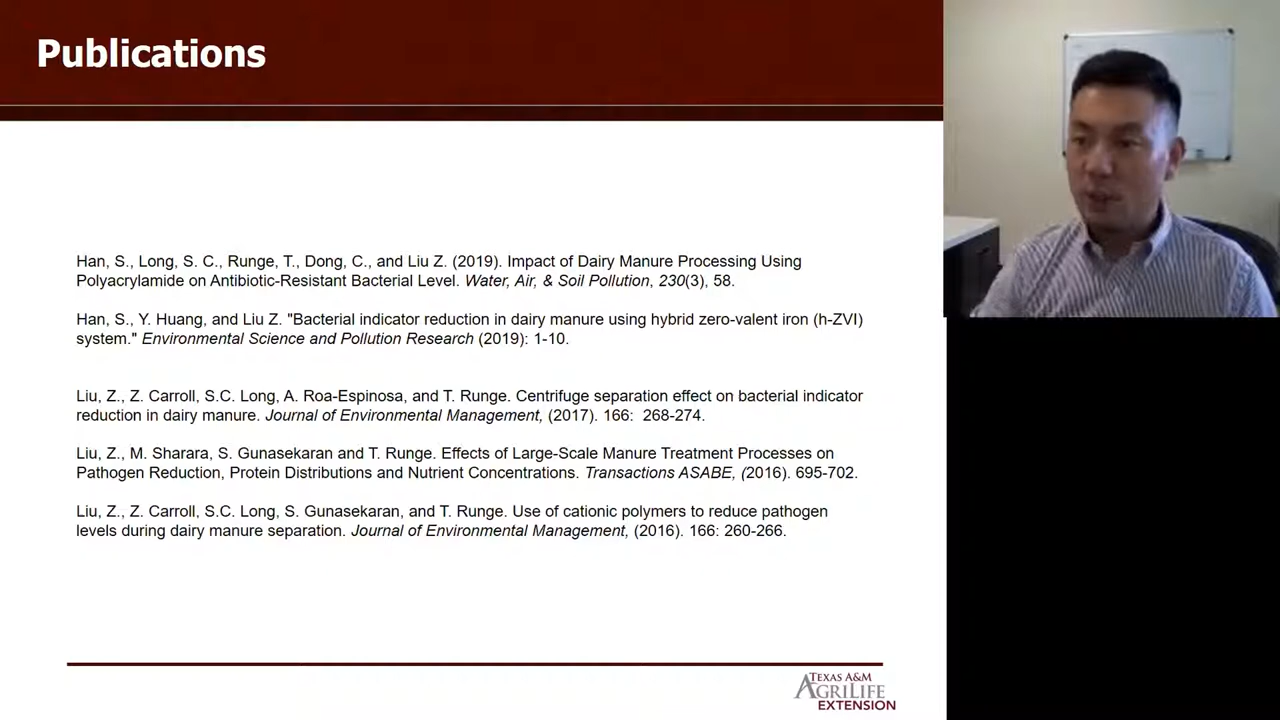 Publications
Han, S., Long, S. C., Runge, T., Dong, C., and Liu Z. (2019). Impact of Dairy Manure Processing Using
Polyacrylamide on Antibiotic-Resistant Bacterial Level. Water, Air, & Soil Pollution, 230(3), 58.
Han, S., Y. Huang, and Liu Z. "Bacterial indicator reduction in dairy manure using hybrid zero-valent iron (h-ZVI)
system." Environmental Science and Pollution Research (2019): 1-10.
Liu, Z., Z. Carroll, S.C. Long, A. Roa-Espinosa, and T. Runge. Centrifuge separation effect on bacterial indicator
reduction in dairy manure. Journal of Environmental Management, (2017). 166: 268-274.
Liu, Z., M. Sharara, S. Gunasekaran and T. Runge. Effects of Large-Scale Manure Treatment Processes on
Pathogen Reduction, Protein Distributions and Nutrient Concentrations. Transactions ASABE, (2016). 695-702.
Liu, Z., Z. Carroll, S.C. Long, S. Gunasekaran, and T. Runge. Use of cationic polymers to reduce pathogen
levels during dairy manure separation. Journal of Environmental Management, (2016). 166: 260-266.
TEXAS A&M
AGRILIFE
EXTENSION